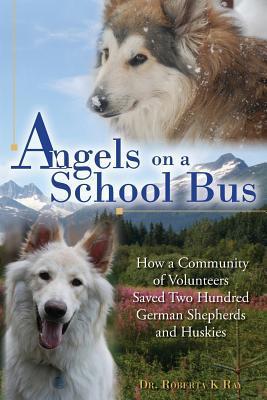 Angels on a
School Bus
How a Community
of Volunteers
Saved Two Hundred
German Shepherds
and Huskies
Dr. Roberta K Ray